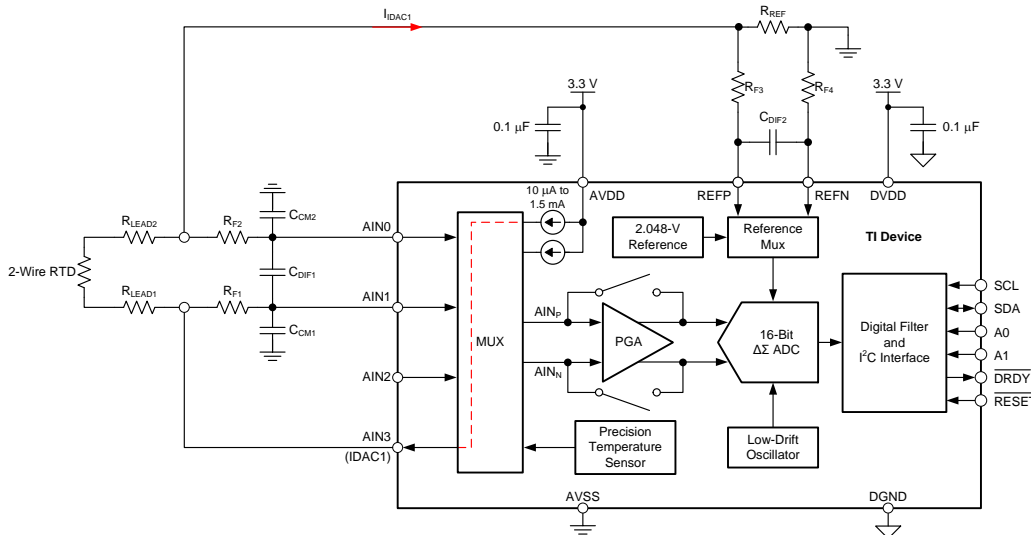 I_IDAC1
R_REF
3.3 V
R_F3
R_F4
3.3 V
0.1 μF
C_DIF2
0.1 μF
10 μA to
1.5 mA
AVDD
REFP
REFN
DVDD
R_LEAD2
R_F2
C_CM2
AIN0
2.048-V
Reference
Reference
Mux
TI Device
2-Wire RTD
C_DIF1
R_LEAD1
R_F1
AIN1
C_CM1
MUX
AIN_P
AIN_N
PGA
16-Bit
ΔΣ ADC
Digital Filter
and
I²C Interface
SCL
SDA
A0
A1
DRDY
RESET
AIN2
AIN3
(IDAC1)
Precision
Temperature
Sensor
Low-Drift
Oscillator
AVSS
DGND